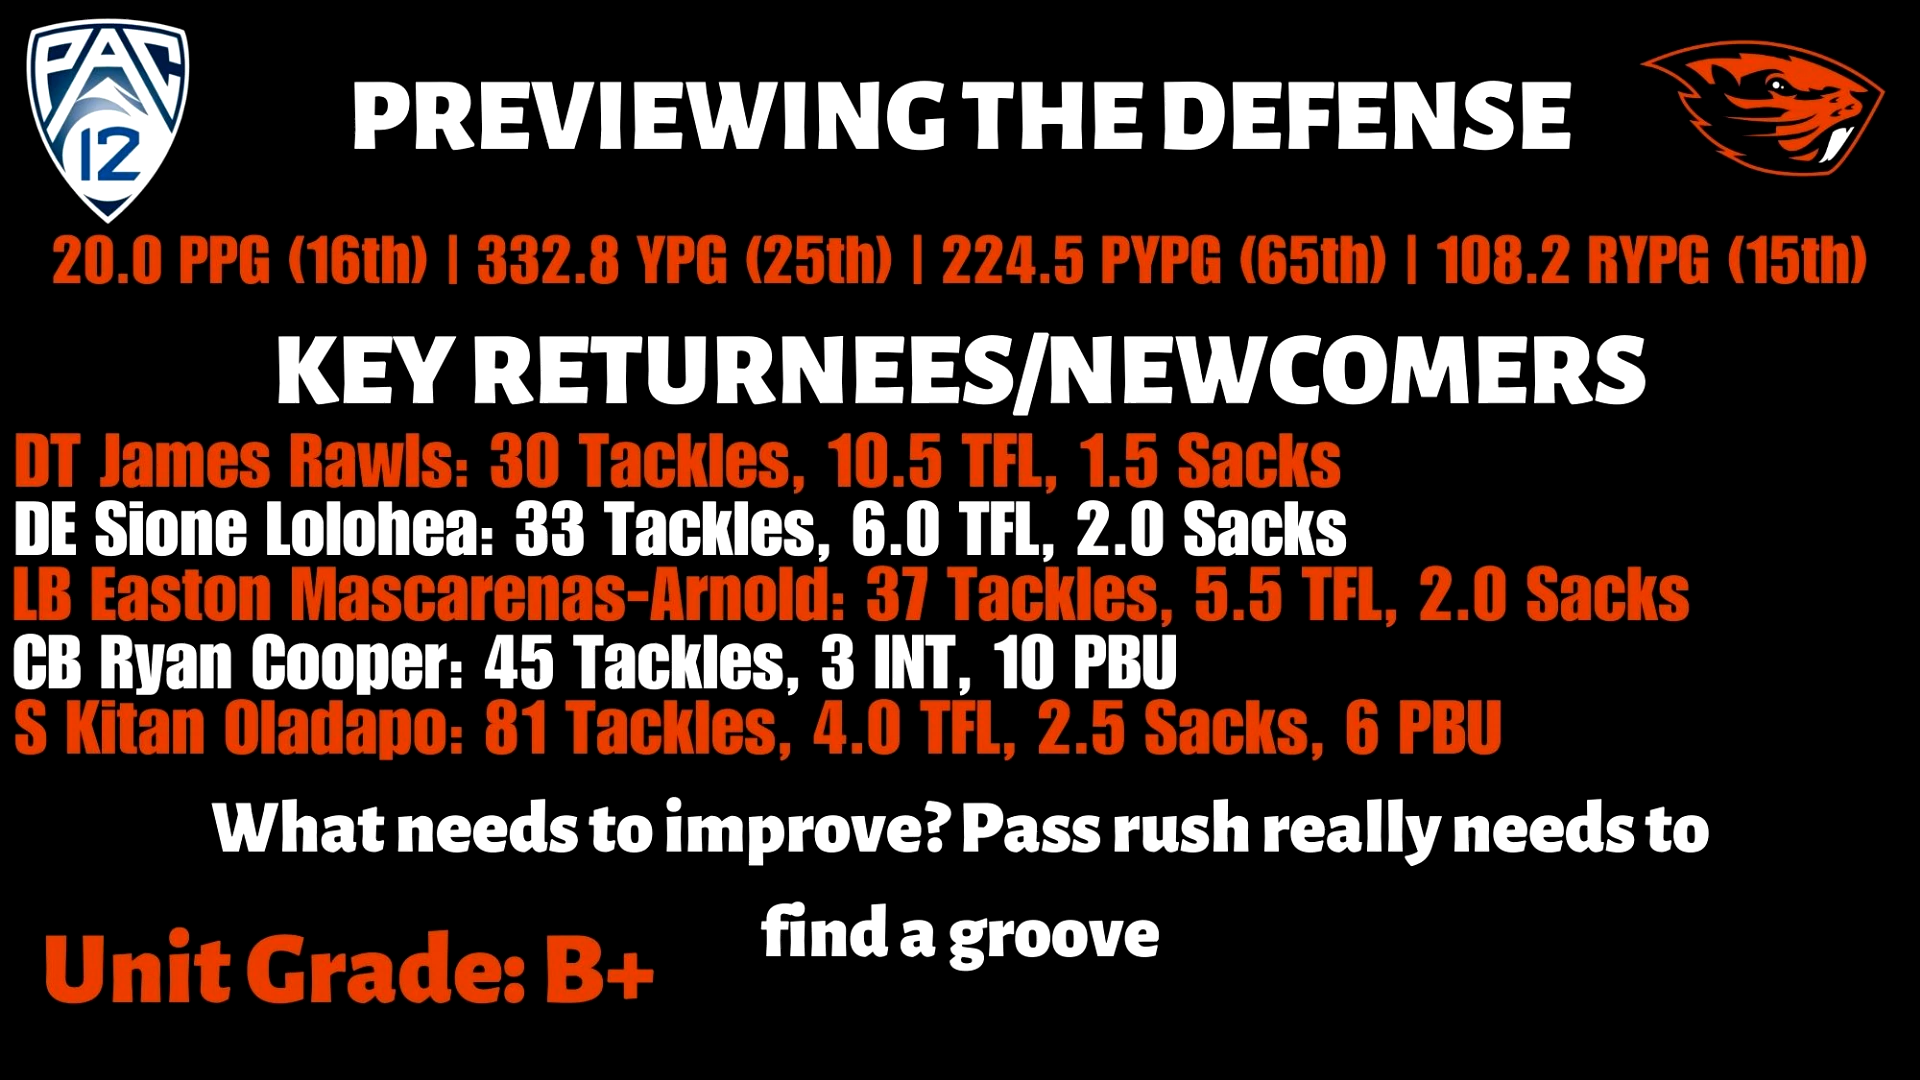 PAC
12
PREVIEWING THE DEFENSE
20.0 PPG (16th) | 332.8 YPG (25th) | 224.5 PYPG (65th) | 108.2 RYPG (15th)
KEY RETURNEES/NEWCOMERS
DT James Rawls: 30 Tackles, 10.5 TFL, 1.5 Sacks
DE Sione Lolohea: 33 Tackles, 6.0 TFL, 2.0 Sacks
LB Easton Mascarenas-Arnold: 37 Tackles, 5.5 TFL, 2.0 Sacks
CB Ryan Cooper: 45 Tackles, 3 INT, 10 PBU
S Kitan Oladapo: 81 Tackles, 4.0 TFL, 2.5 Sacks, 6 PBU
What needs to improve? Pass rush really needs to
find a groove
Unit Grade: B+